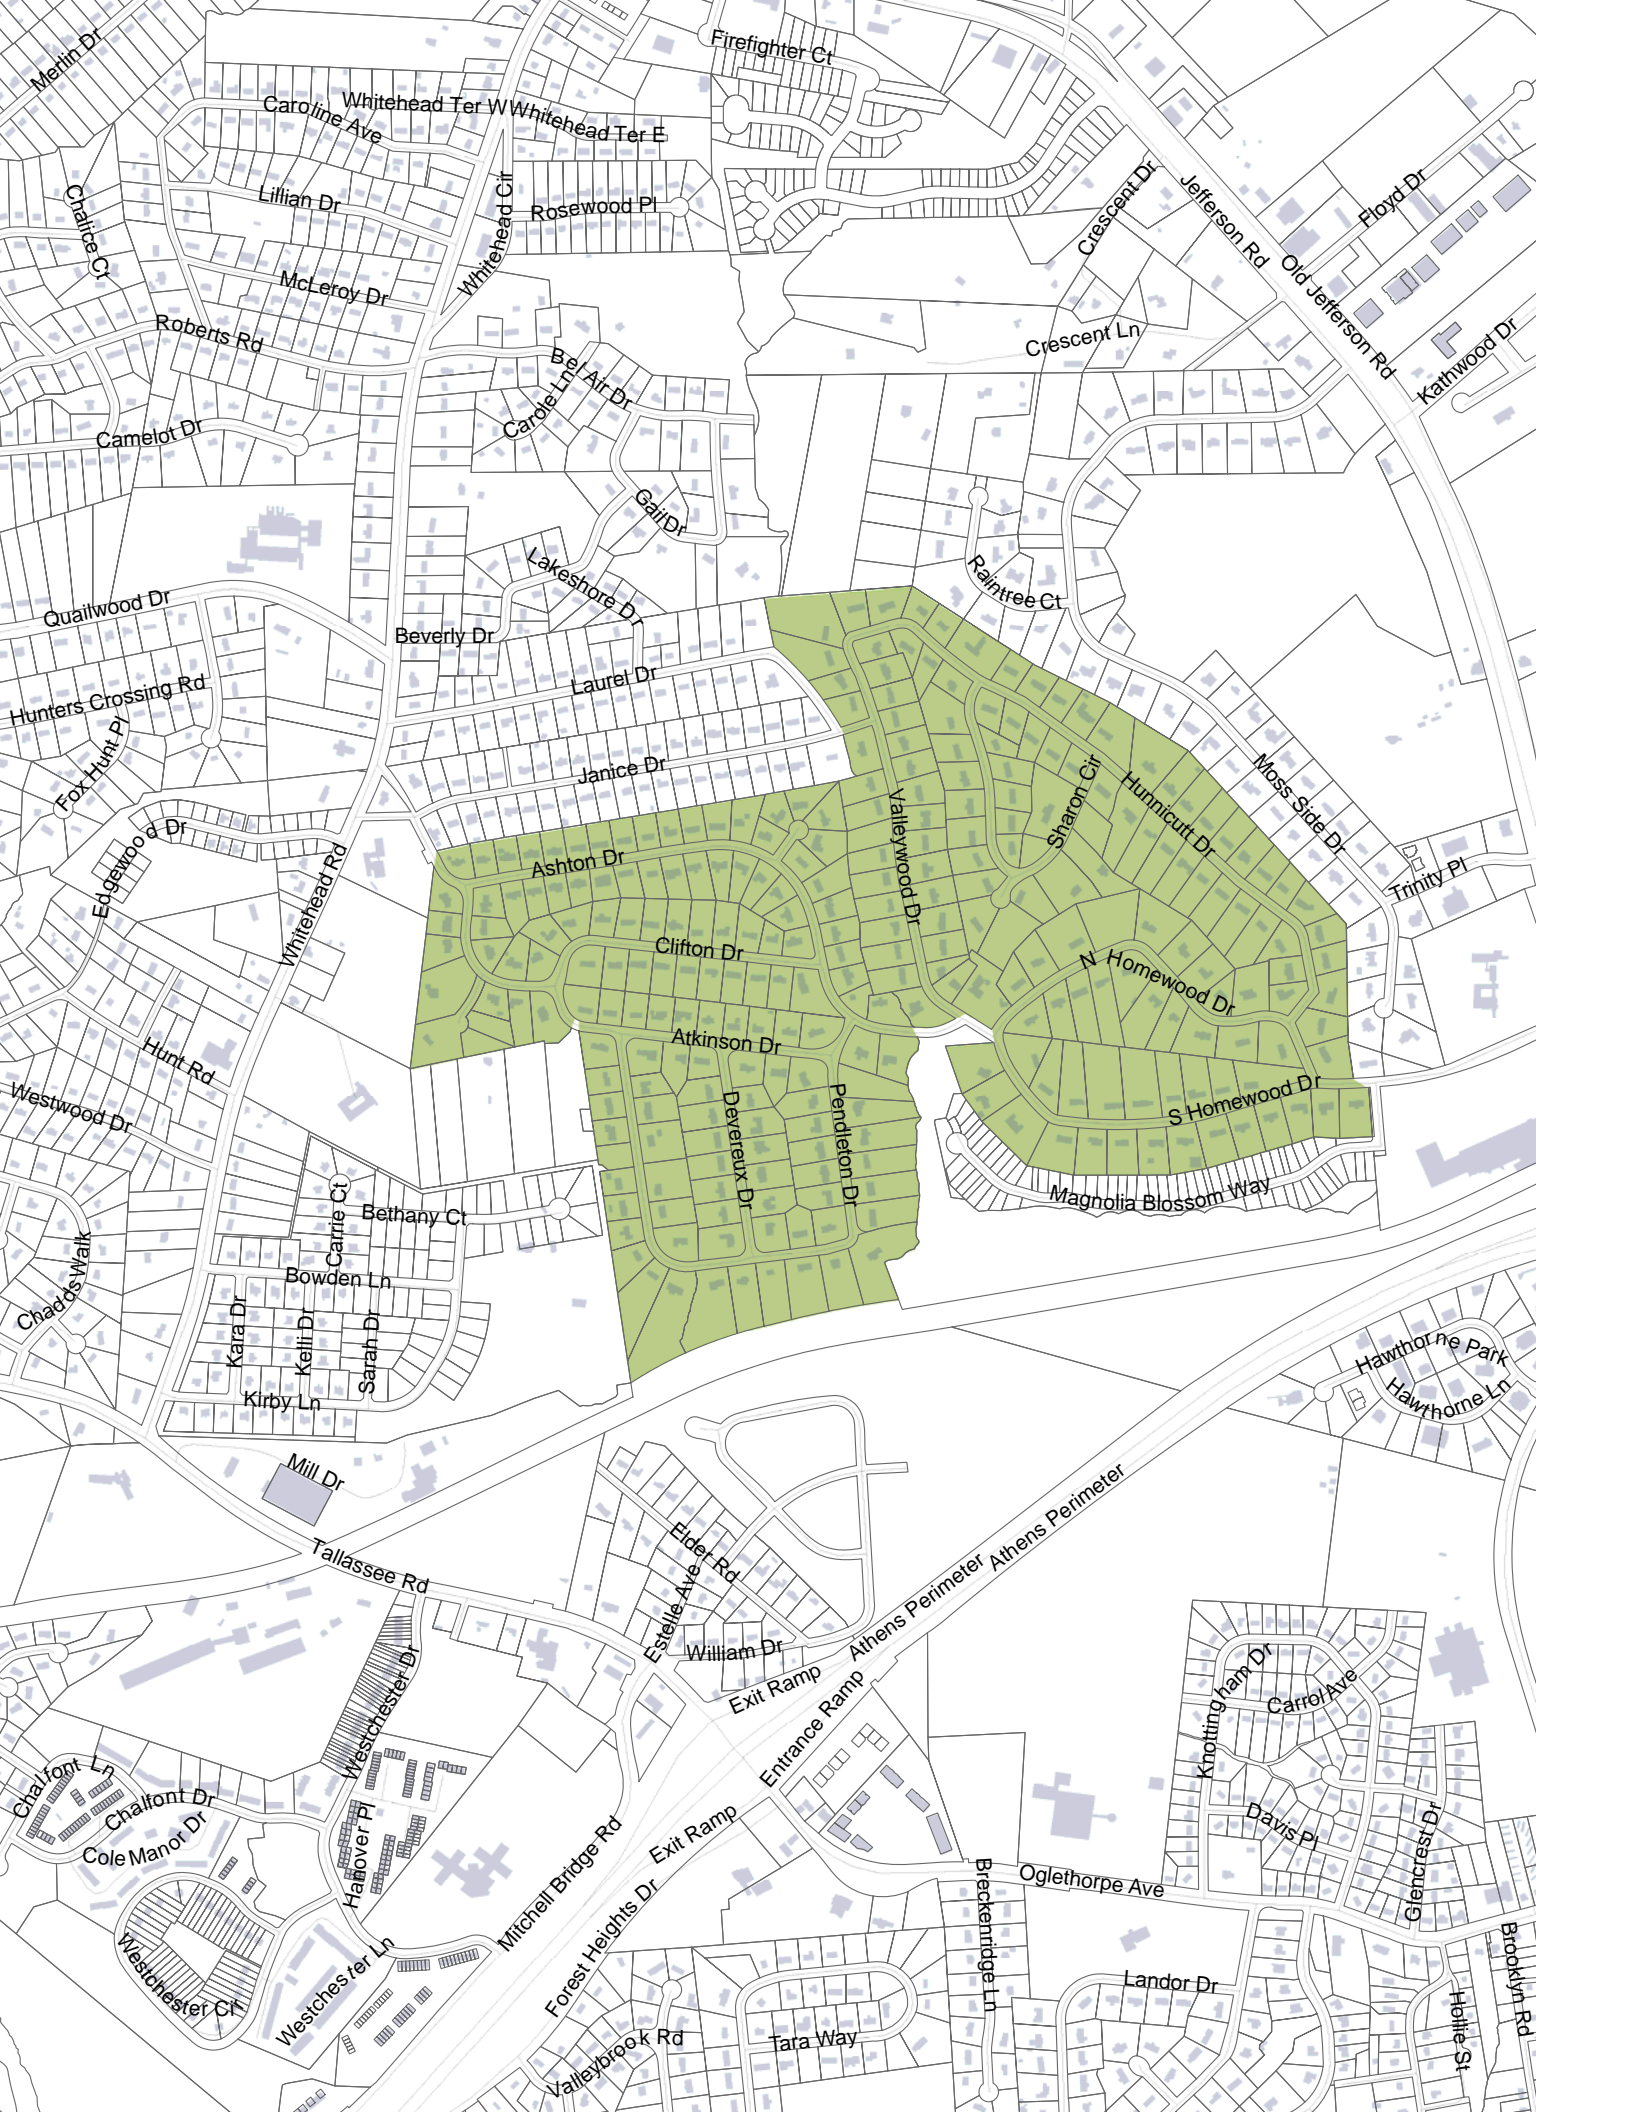 Merlin Dr
Firefighter Ct
Caroline Ave
Whitehead Ter W
Whitehead Ter E
Chalice Ct
Lillian Dr
Whitehead Cir
Rosewood Pl
Crescent Dr
Jefferson Rd
Floyd Dr
McLeroy Dr
Old Jefferson Rd
Roberts Rd
Crescent Ln
Kathwood Dr
Bel Air Dr
Carole Ln
Camelot Dr
Gail Dr
Lakeshore Dr
Raintree Ct
Quailwood Dr
Beverly Dr
Laurel Dr
Hunters Crossing Rd
Fox Hunt Pl
Janice Dr
Moss Side Dr
Sharon Cir
Hunnicutt Dr
Valleywood Dr
Edgewood Dr
Ashton Dr
Trinity Pl
Whitehead Rd
Clifton Dr
N Homewood Dr
Atkinson Dr
Hunt Rd
Westwood Dr
Devereux Dr
Pendleton Dr
S Homewood Dr
Magnolia Blossom Way
Carrie Ct
Bethany Ct
Chadds Walk
Bowden Ln
Kara Dr
Kelli Dr
Sarah Dr
Kirby Ln
Hawthorne Park
Hawthorne Ln
Mill Dr
Tallassee Rd
Elder Rd
Estelle Ave
William Dr
Athens Perimeter
Athens Perimeter
Exit Ramp
Entrance Ramp
Westchester Dr
Knottingham Dr
Carrol Ave
Chalfont Ln
Chalfont Dr
Cole Manor Dr
Hanover Pl
Exit Ramp
Mitchell Bridge Rd
Davis Pl
Glencrest Dr
Oglethorpe Ave
Breckenridge Ln
Forest Heights Dr
Westchester Cir
Westchester Ln
Landor Dr
Brooklyn Rd
Hollie St
Valleybrook Rd
Tara Way